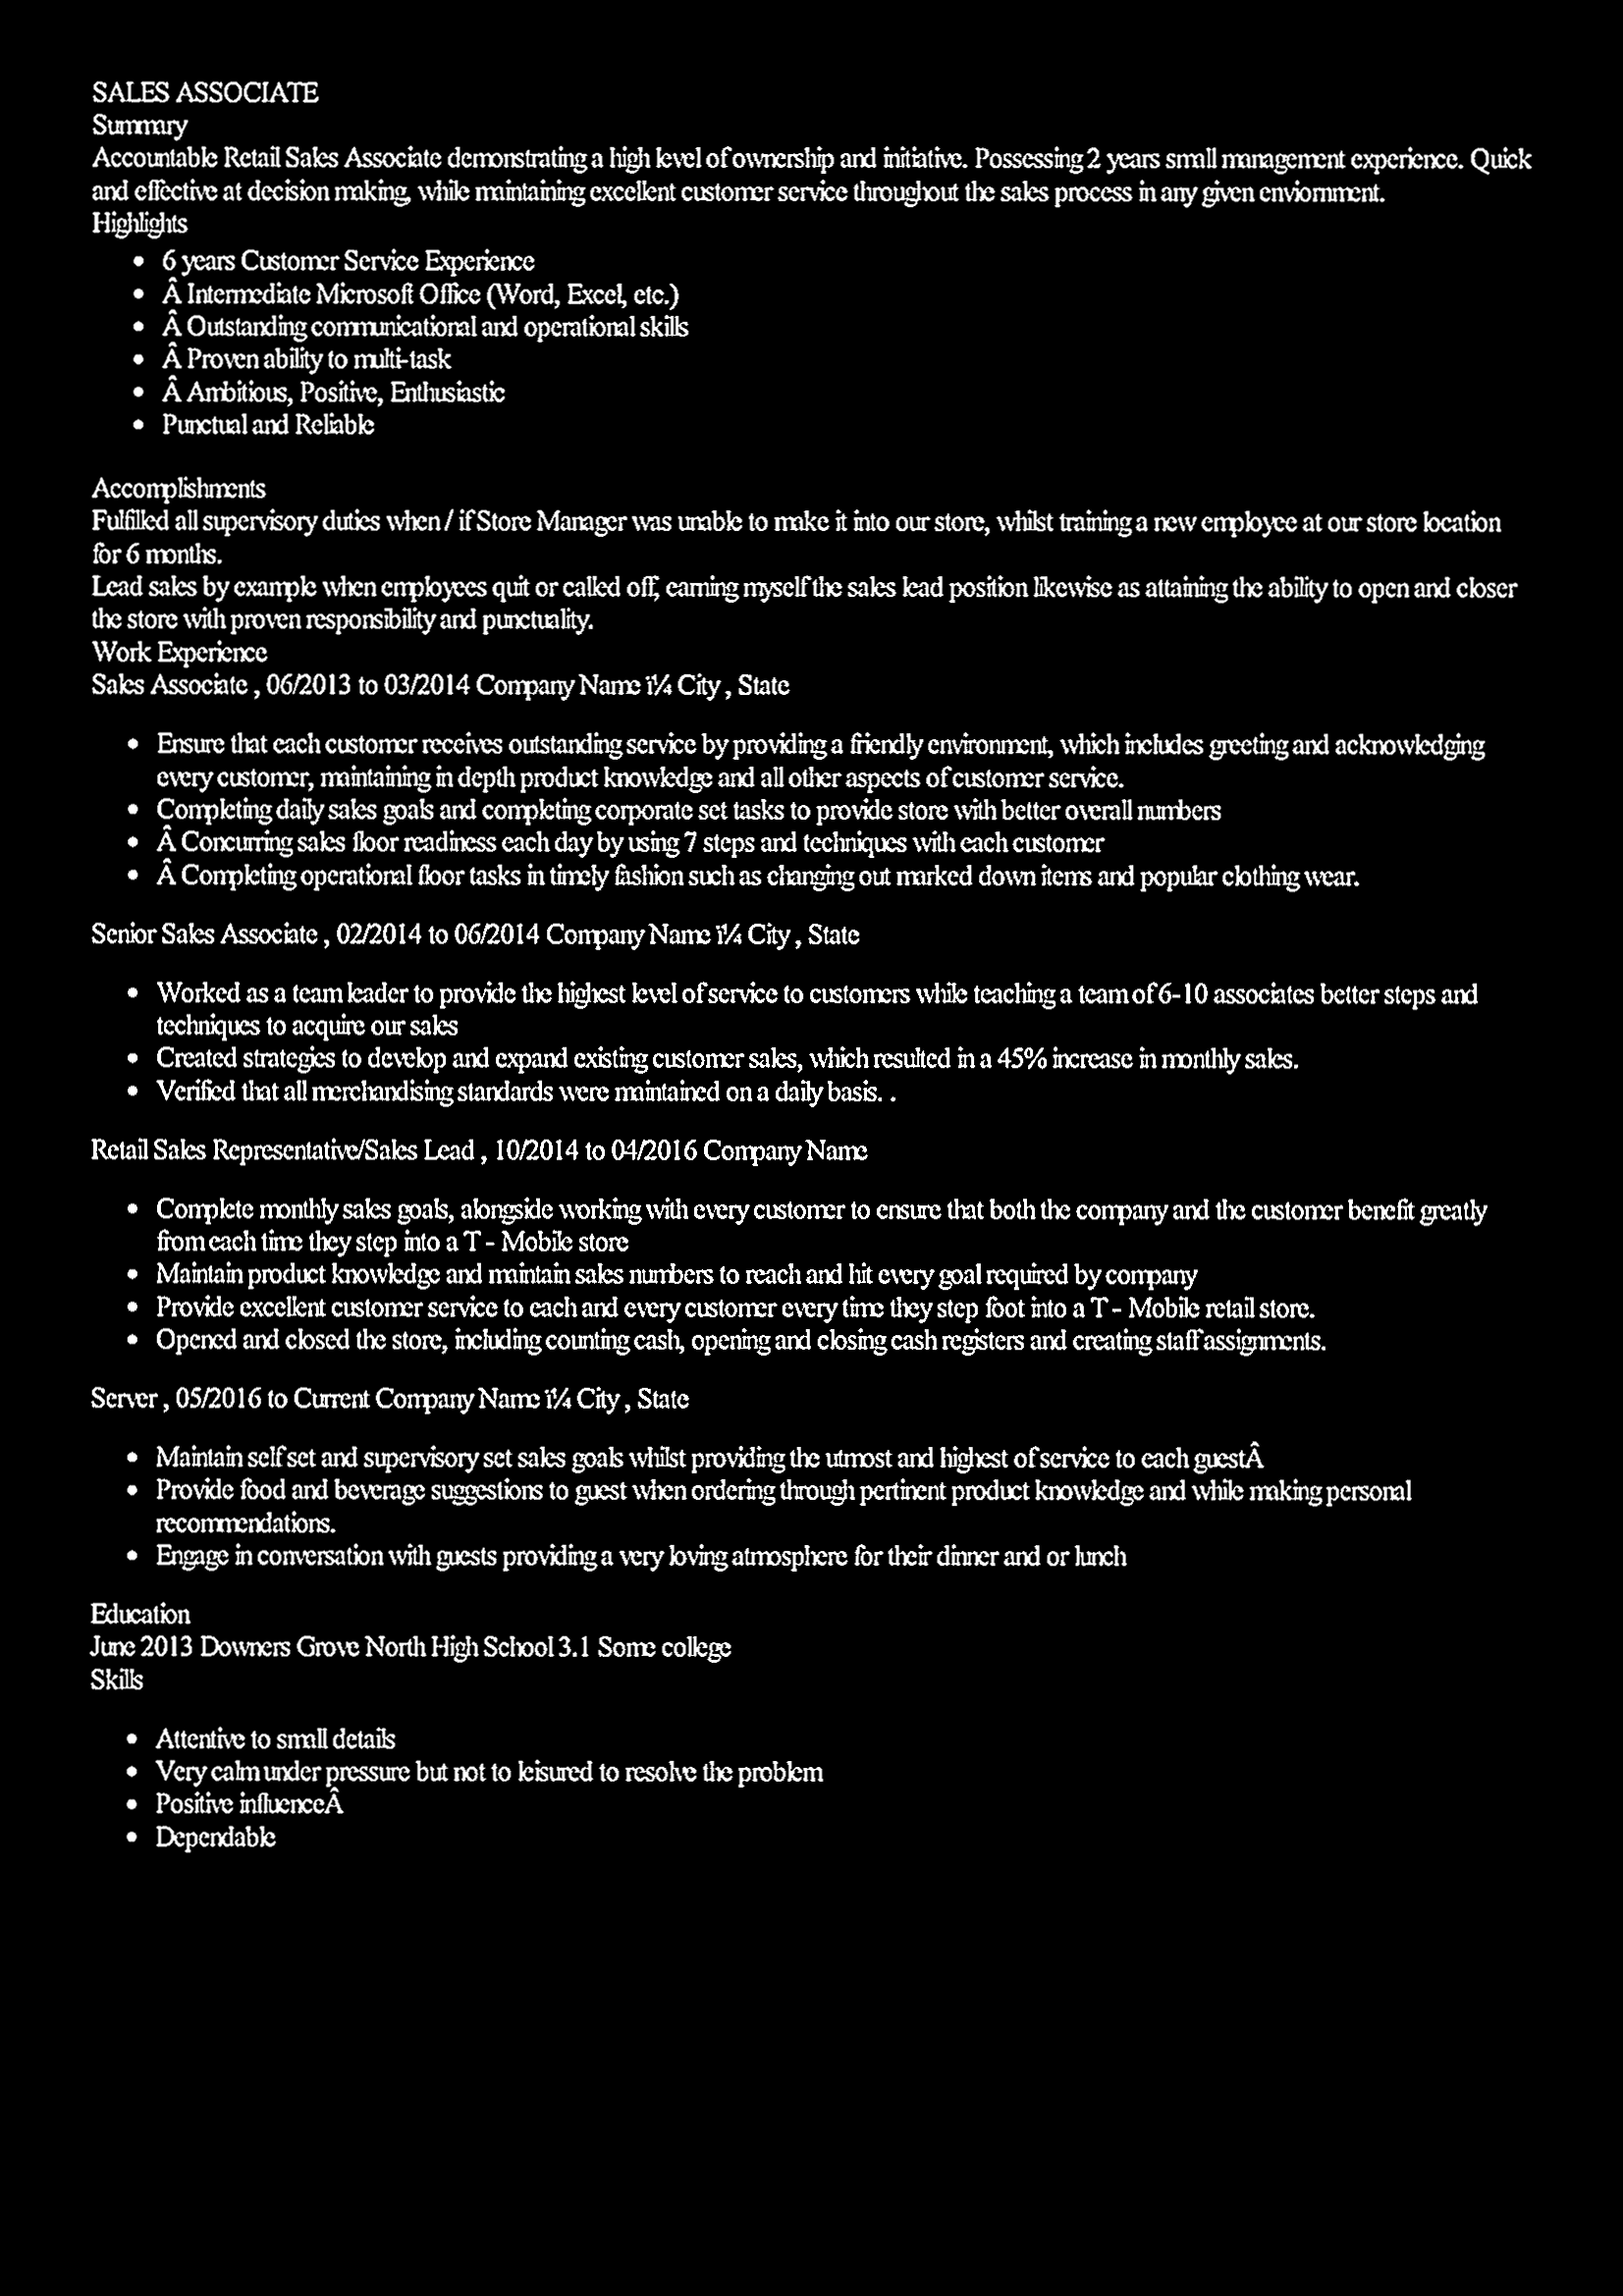 SALES ASSOCIATE
Summary
Accountable Retail Sales Associate demonstrating a high level of ownership and initiative. Possessing 2 years small management experience. Quick
and effective at decision making, while maintaining excellent customer service throughout the sales process in any given enviornment.
Highlights
• 6 years Customer Service Experience
• Â Intermediate Microsoft Office (Word, Excel, etc.)
• Â Outstanding communicational and operational skills
• Â Proven ability to multi-task
• Â Ambitious, Positive, Enthusiastic
• Punctual and Reliable
Accomplishments
Fulfilled all supervisory duties when / if Store Manager was unable to make it into our store, whilst training a new employee at our store location
for 6 months.
Lead sales by example when employees quit or called off, earning myself the sales lead position likewise as attaining the ability to open and closer
the store with proven responsibility and punctuality.
Work Experience
Sales Associate , 06/2013 to 03/2014 Company Name ï¼ City , State
• Ensure that each customer receives outstanding service by providing a friendly environment, which includes greeting and acknowledging
every customer, maintaining in depth product knowledge and all other aspects of customer service.
• Completing daily sales goals and completing corporate set tasks to provide store with better overall numbers
• Â Concurring sales floor readiness each day by using 7 steps and techniques with each customer
• Â Completing operational floor tasks in timely fashion such as changing out marked down items and popular clothing wear.
Senior Sales Associate , 02/2014 to 06/2014 Company Name ï¼ City , State
• Worked as a team leader to provide the highest level of service to customers while teaching a team of 6-10 associates better steps and
techniques to acquire our sales
• Created strategies to develop and expand existing customer sales, which resulted in a 45% increase in monthly sales.
• Verified that all merchandising standards were maintained on a daily basis. .
Retail Sales Representative/Sales Lead , 10/2014 to 04/2016 Company Name
• Complete monthly sales goals, alongside working with every customer to ensure that both the company and the customer benefit greatly
from each time they step into a T - Mobile store
• Maintain product knowledge and maintain sales numbers to reach and hit every goal required by company
• Provide excellent customer service to each and every customer every time they step foot into a T - Mobile retail store.
• Opened and closed the store, including counting cash, opening and closing cash registers and creating staff assignments.
Server , 05/2016 to Current Company Name ï¼ City , State
• Maintain self set and supervisory set sales goals whilst providing the utmost and highest of service to each guestÂ
• Provide food and beverage suggestions to guest when ordering through pertinent product knowledge and while making personal
recommendations.
• Engage in conversation with guests providing a very loving atmosphere for their dinner and or lunch
Education
June 2013 Downers Grove North High School 3.1 Some college
Skills
• Attentive to small details
• Very calm under pressure but not to leisured to resolve the problem
• Positive influenceÂ
• Dependable